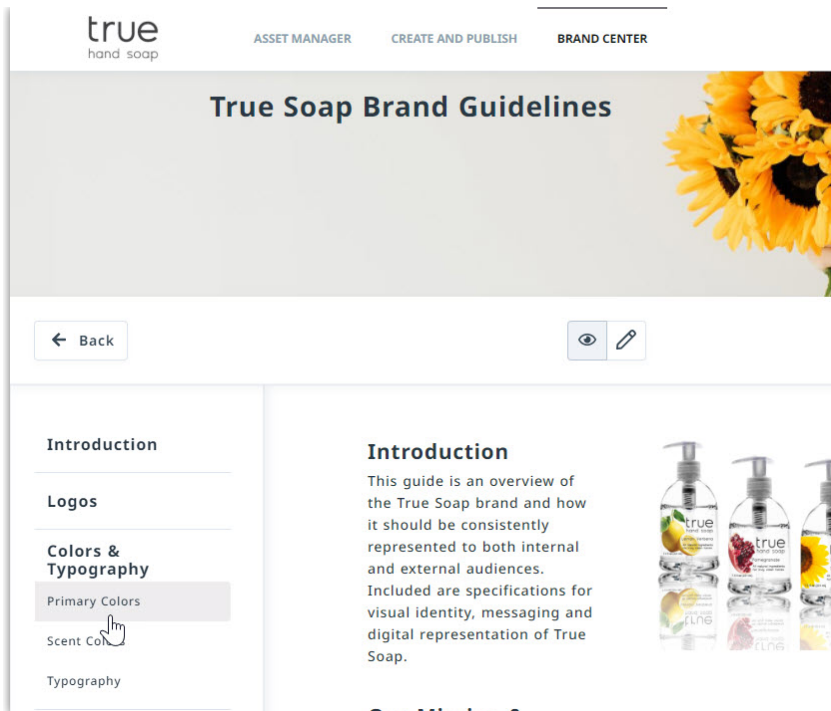 true
hand soap
ASSET MANAGER
CREATE AND PUBLISH
BRAND CENTER
True Soap Brand Guidelines
Back
Introduction
Logos
Colors &
Typography
Primary Colors
Scent
Typography
Introduction
This guide is an overview of
the True Soap brand and how
it should be consistently
represented to both internal
and external audiences.
Included are specifications for
visual identity, messaging and
digital representation of True
Soap.
true
hand soap
true
hand soap
pomegranate